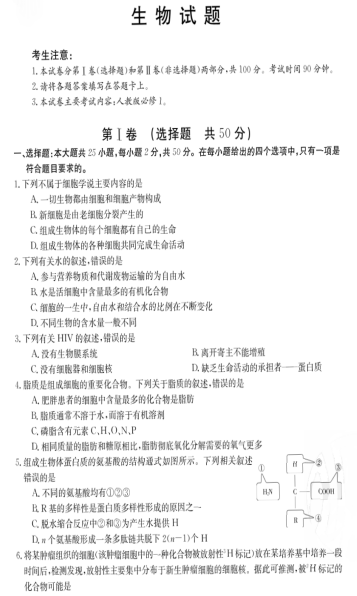 生物试题
考生注意:
1.本试卷分第Ⅰ卷(选择题)和第Ⅱ卷(非选择题)两部分,共100分。考试时间90分钟。
2.请将各题答案填写在答题卡上。
3.本试卷主要考试内容:人教版必修1。
第Ⅰ卷 (选择题 共50分)
一、选择题:本大题共25小题,每小题2分,共50分。在每小题给出的四个选项中,只有一项是
符合题目要求的。
1.下列不属于细胞学说主要内容的是
A.一切生物都由细胞和细胞产物构成
B.新细胞是由老细胞分裂产生的
C.组成生物体的每个细胞都有自己的生命
D.组成生物体的各种细胞共同完成生命活动
2.下列有关水的叙述,错误的是
A.参与营养物质和代谢废物运输的为自由水
B.水是活细胞中含量最多的有机化合物
C.细胞的一生中,自由水和结合水的比例在不断变化
D.不同生物的含水量一般不同
3.下列有关HIV的叙述,错误的是
A.没有生物膜系统 B.离开寄主不能增殖
C.没有细胞器和细胞核 D.缺乏生命活动的承担者——蛋白质
4.脂质是组成细胞的重要化合物。下列关于脂质的叙述,错误的是
A.肥胖患者的细胞中含量最多的化合物是脂肪
B.脂质通常不溶于水,而溶于有机溶剂
C.磷脂含有元素C、H、O、N、P
D.相同质量的脂肪和糖原相比,脂肪彻底氧化分解需要的氧气更多
5.组成生物体蛋白质的氨基酸的结构通式如图所示。下列相关叙述
错误的是
A.不同的氨基酸均有①②③
B.R基的多样性是蛋白质多样性形成的原因之一
C.脱水缩合反应中②和③为产生水提供H
D.n个氨基酸形成一条多肽链共脱下2(n-1)个H
① H ② ③
H₂N C COOH
R ④
6.将某肿瘤组织的细胞(该肿瘤细胞中的一种化合物被放射性³H标记)放在某培养基中培养一段
时间后,检测发现,放射性主要集中分布于新生肿瘤细胞的细胞核。据此可推测,被³H标记的
化合物可能是